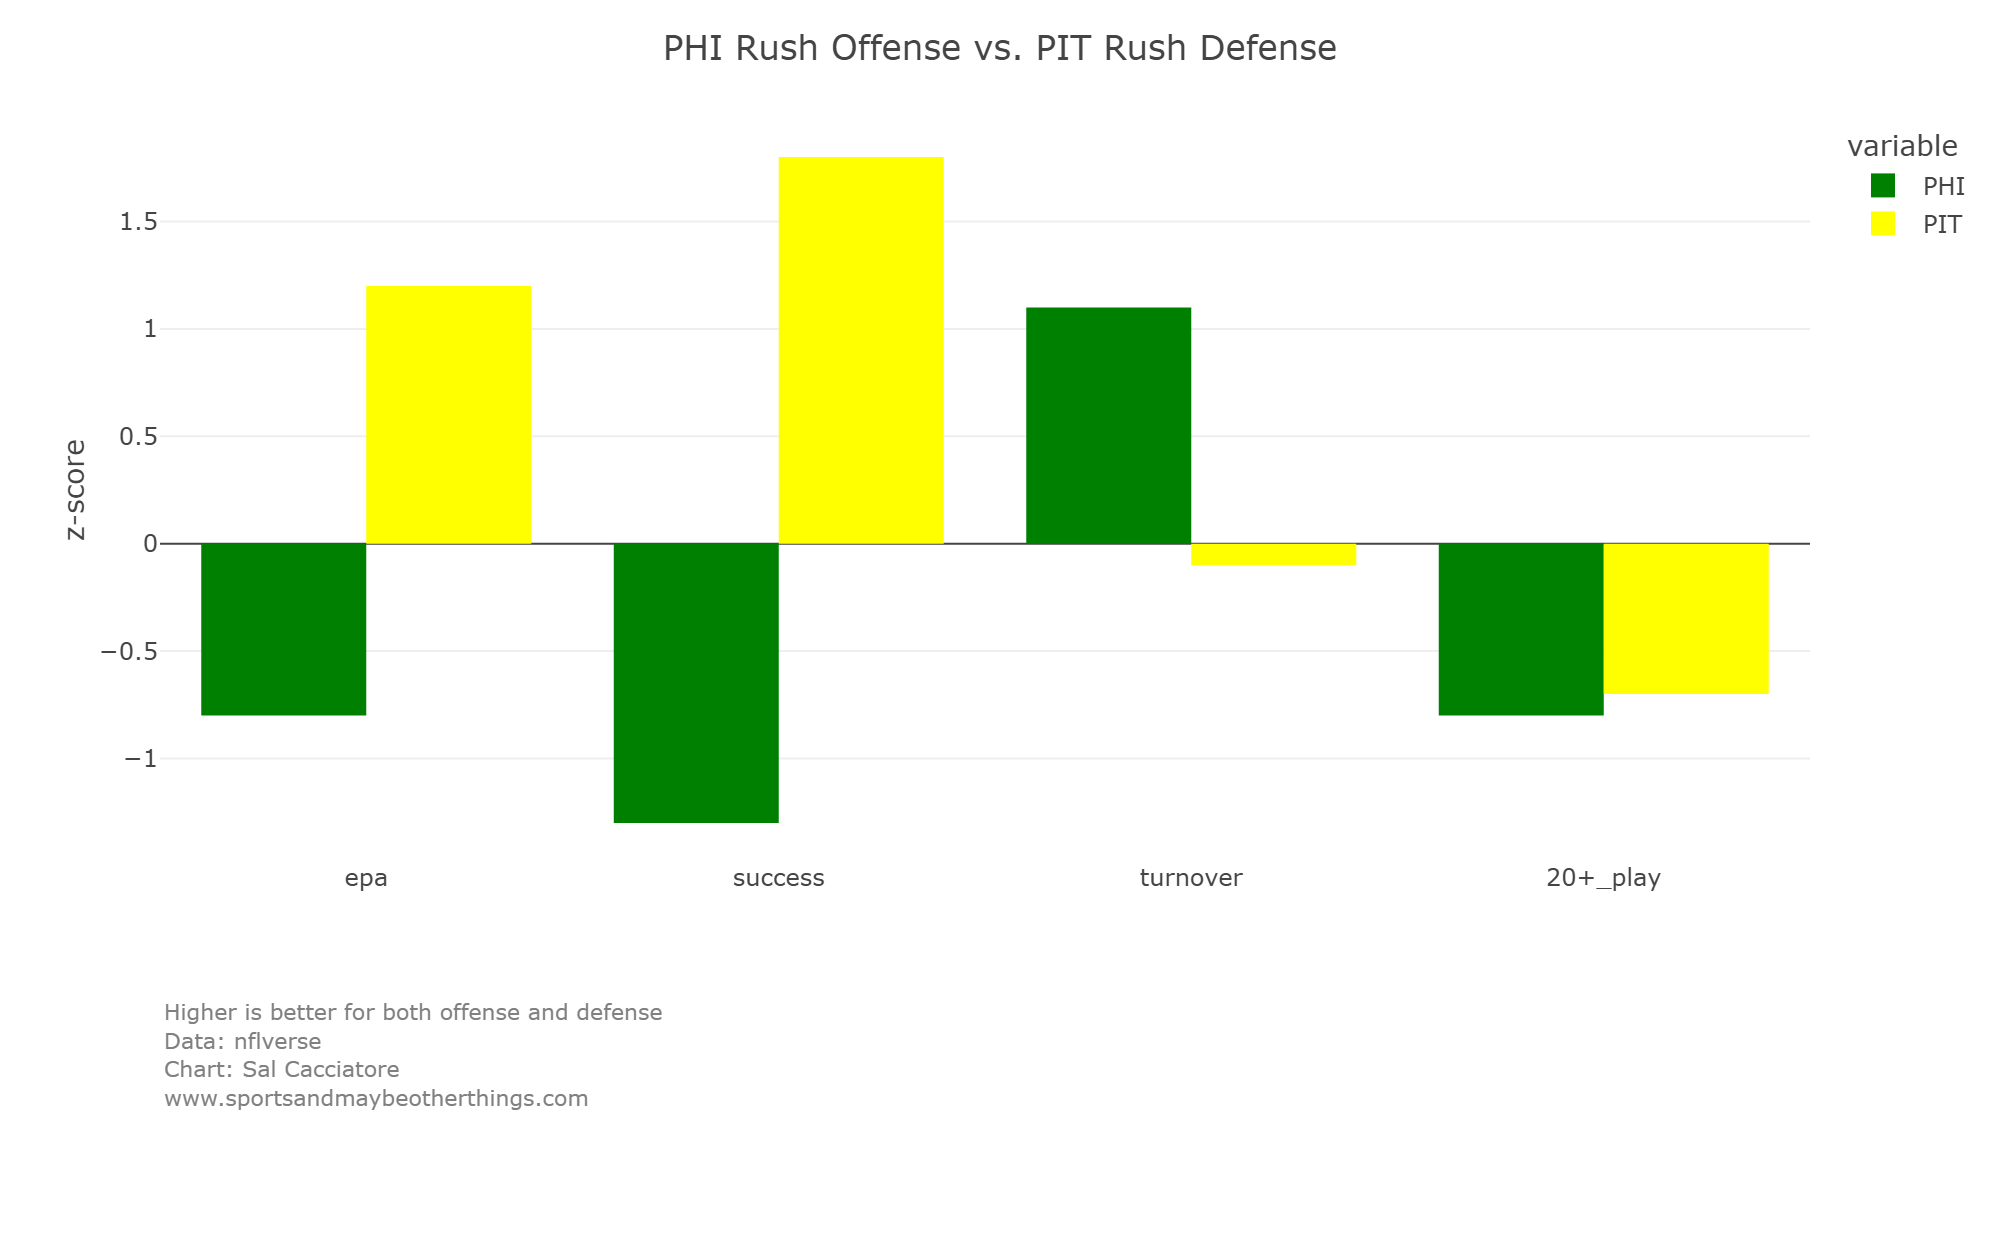 PHI Rush Offense vs. PIT Rush Defense
variable
PHI
PIT
1.5
1
0.5
0
−0.5
−1
z-score
epa
success
turnover
20+_play
Higher is better for both offense and defense
Data: nflverse
Chart: Sal Cacciatore
www.sportsandmaybeotherthings.com